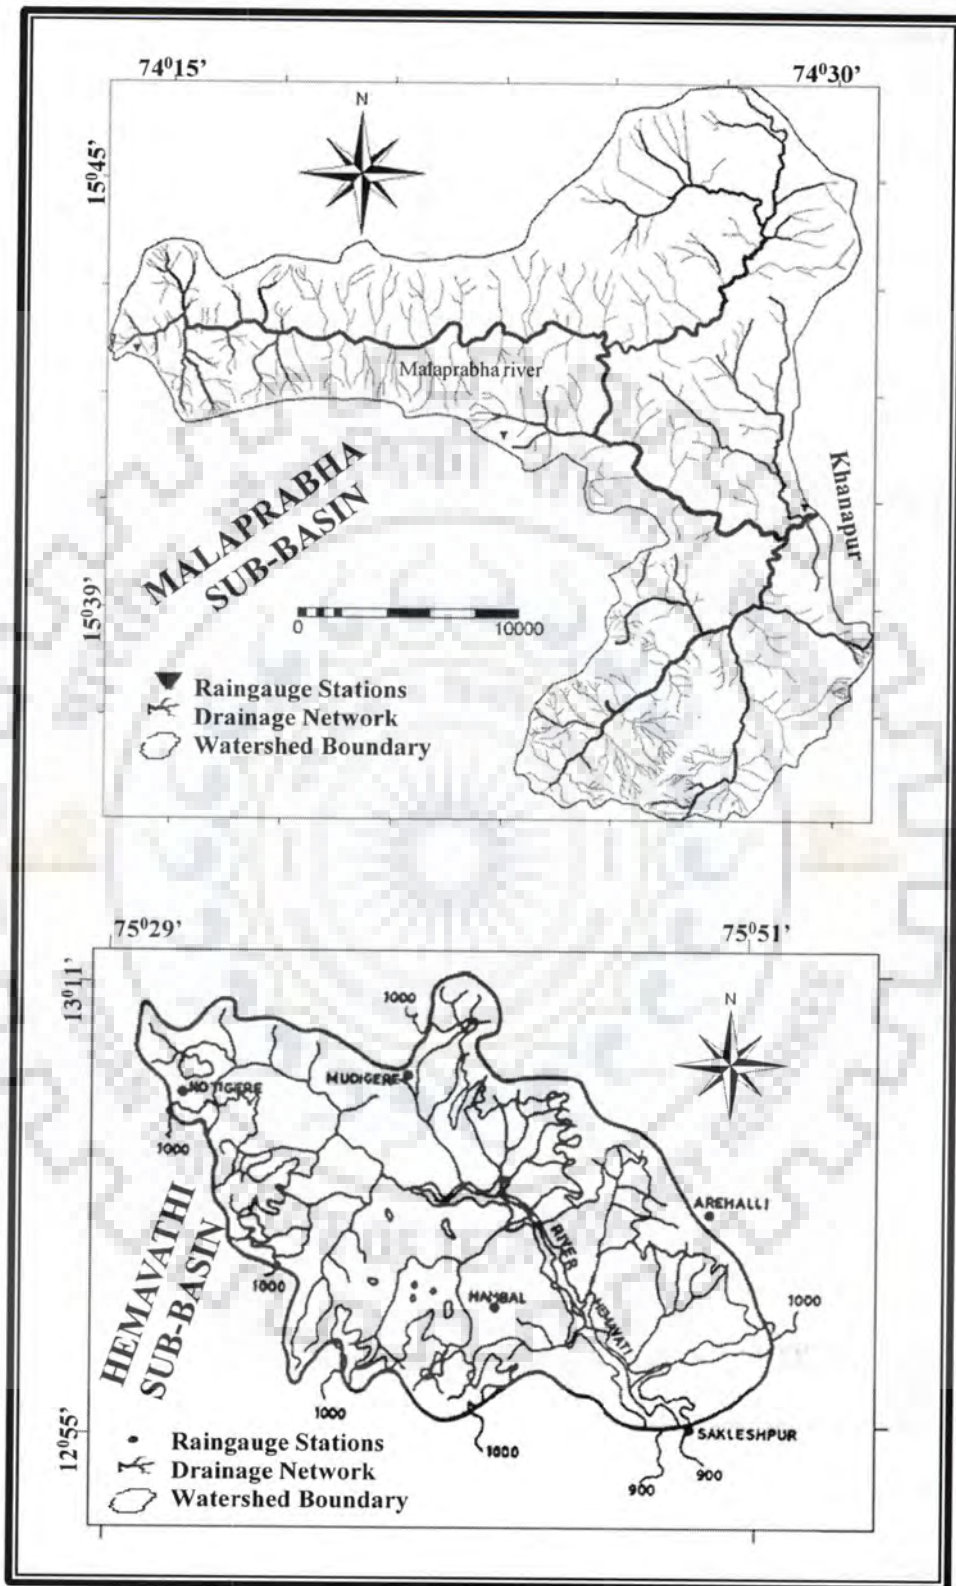 74⁰15’ 74⁰30’
N
15⁰45’
Malaprabha river
Khanapur
MALAPRABHA
SUB-BASIN
15⁰39’
0 10000
Raingauge Stations
Drainage Network
Watershed Boundary
75⁰29’ 75⁰51’
13⁰11’
N
1000
MUDIGERE
KOTIGERE
1000
AREHALLI
RIVER
HEMAVATI
HEMAVATHI
SUB-BASIN
1000
HAMBAL
1000
1000
1000
SAKLESHPUR
900
900
12⁰55’
Raingauge Stations
Drainage Network
Watershed Boundary